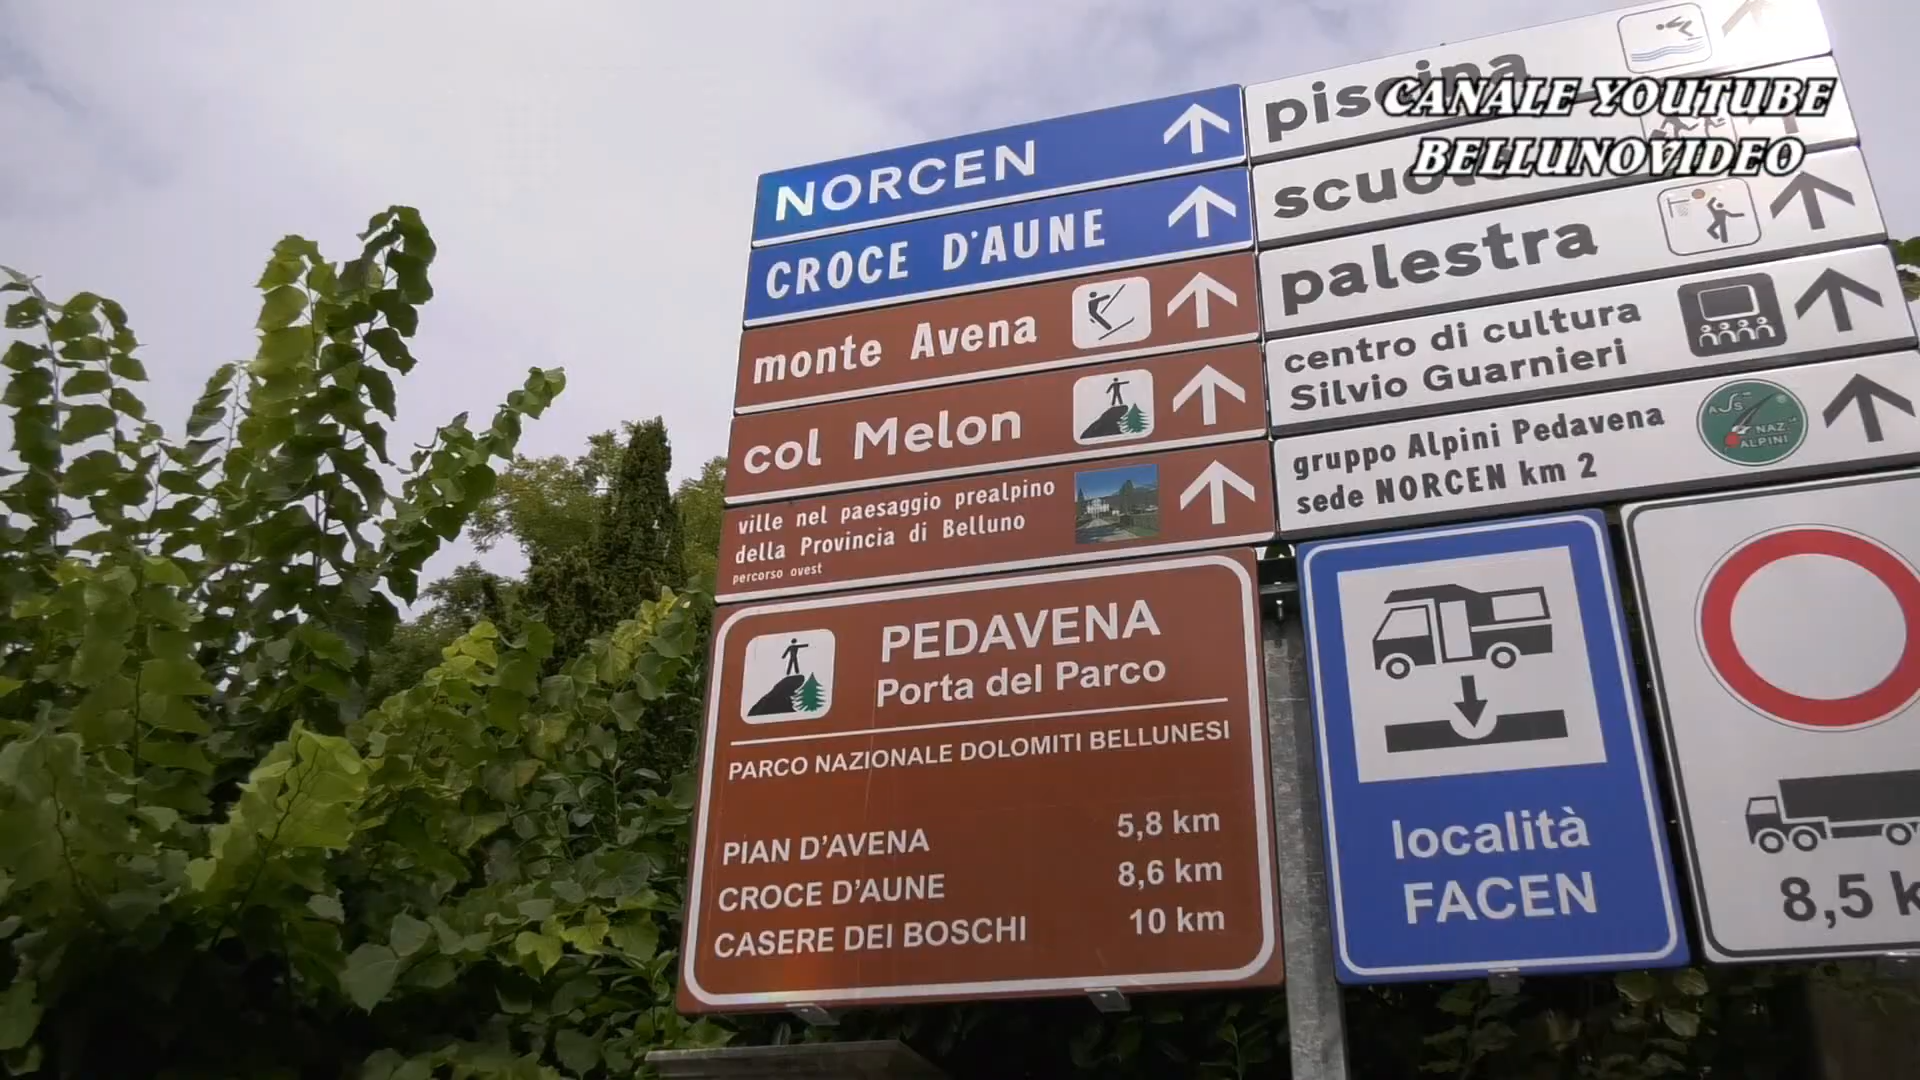 NORCEN
CROCE D'AUNE
monte Avena
col Melon
ville nel paesaggio prealpino
della Provincia di Belluno
percorso ovest
PEDAVENA
Porta del Parco
PARCO NAZIONALE DOLOMITI BELLUNESI
PIAN D'AVENA 5,8 km
CROCE D'AUNE 8,6 km
CASERE DEI BOSCHI 10 km
piscina
CANALE YOUTUBE
BELLUNOVIDEO
palestra
centro di cultura
Silvio Guarnieri
gruppo Alpini Pedavena
sede NORCEN km 2
NAZ.
ALPINI
località
FACEN
8,5